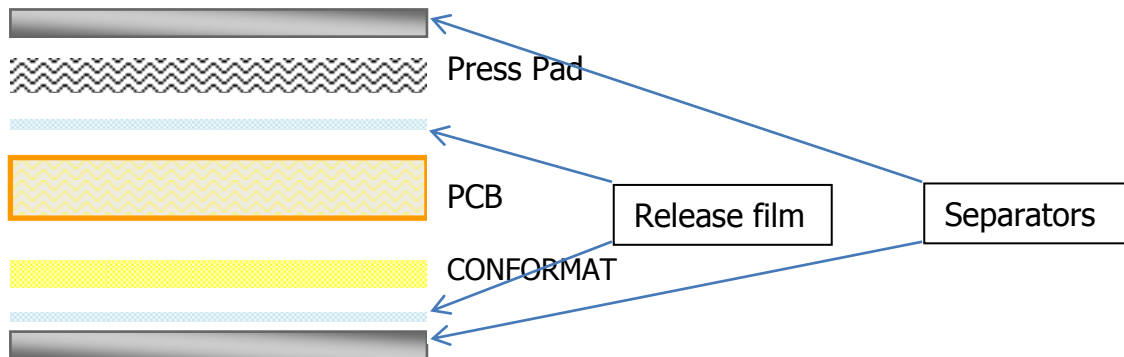 Press Pad
PCB
Release film
Separators
CONFORMAT